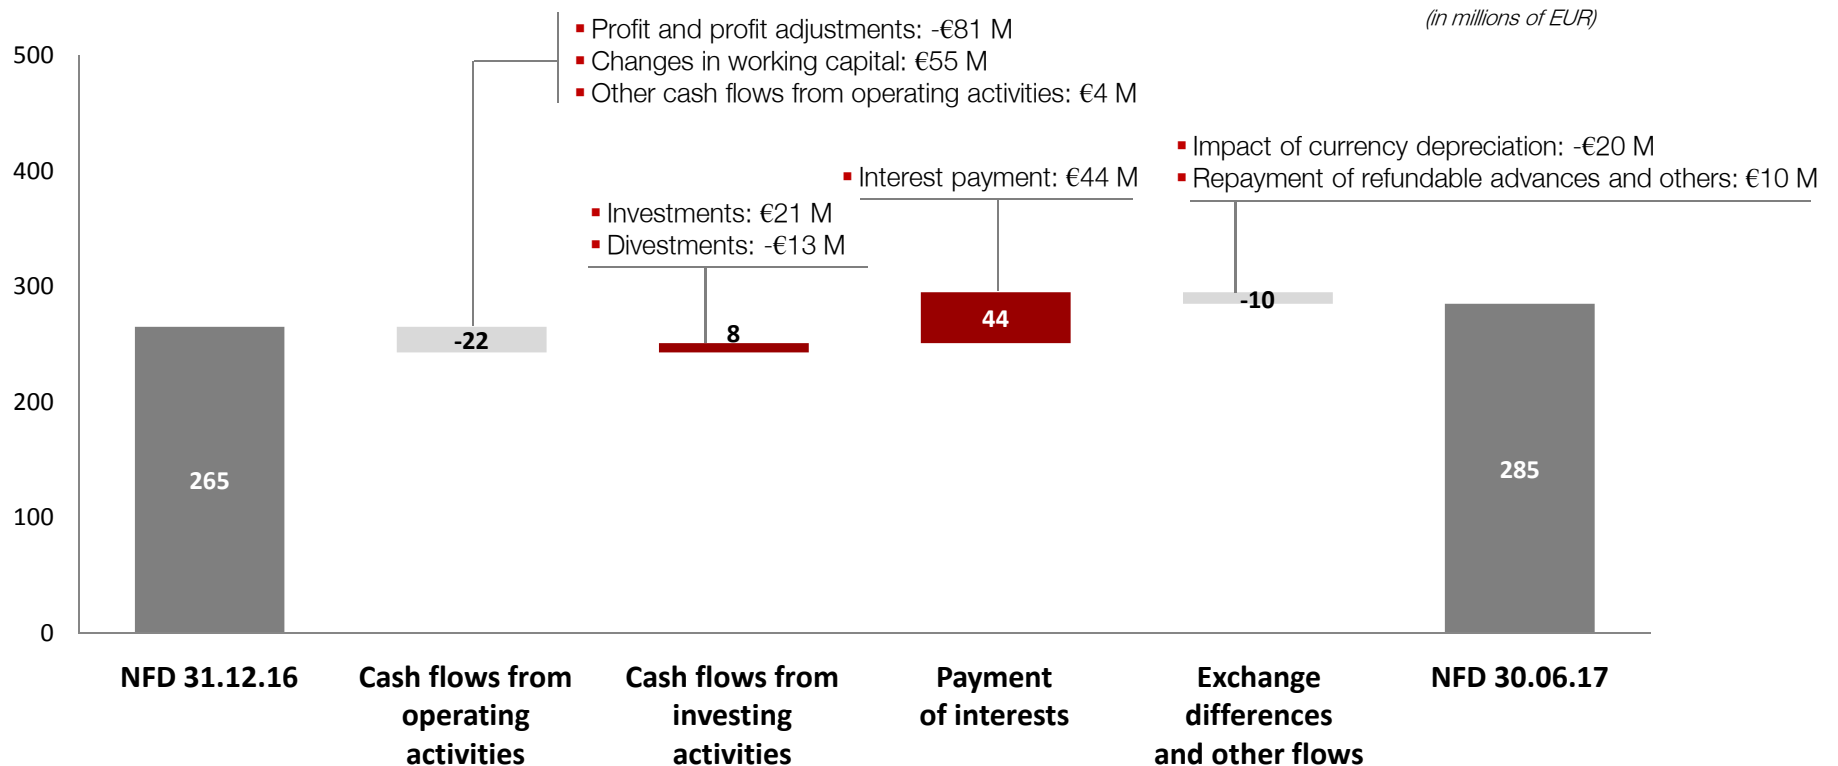 (in millions of EUR)
▪ Profit and profit adjustments: -€81 M
▪ Changes in working capital: €55 M
▪ Other cash flows from operating activities: €4 M
▪ Impact of currency depreciation: -€20 M
▪ Repayment of refundable advances and others: €10 M
▪ Interest payment: €44 M
▪ Investments: €21 M
▪ Divestments: -€13 M
500
400
300
200
100
0
265
-22
8
44
-10
285
NFD 31.12.16
Cash flows from
operating
activities
Cash flows from
investing
activities
Payment
of interests
Exchange
differences
and other flows
NFD 30.06.17